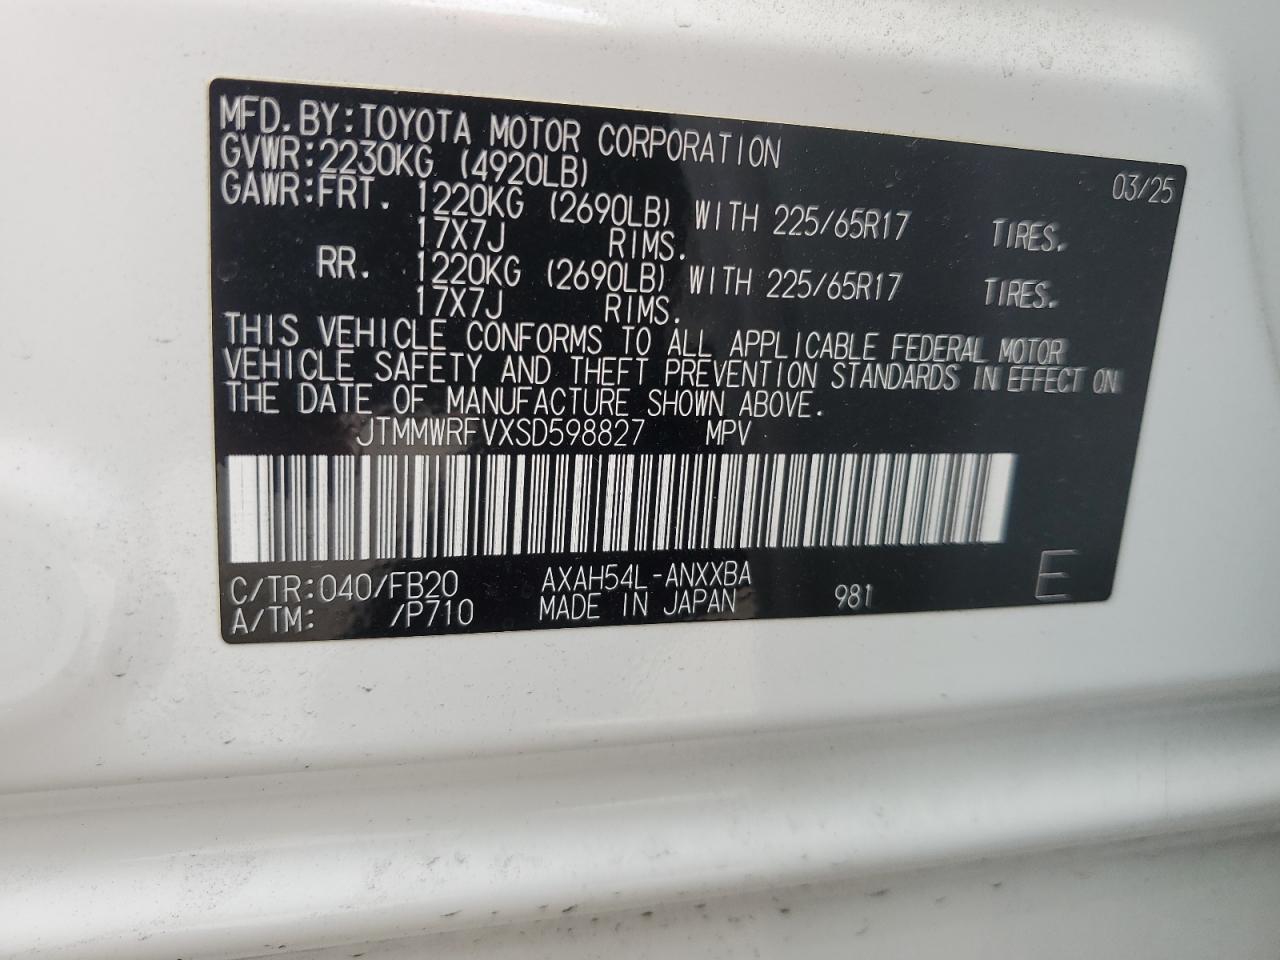 MFD.BY:TOYOTA MOTOR CORPORATION 03/25
GVWR:2230KG (4920LB)
GAWR:FRT. 1220KG (2690LB) WITH 225/65R17 TIRES.
17X7J RIMS.
RR. 1220KG (2690LB) WITH 225/65R17 TIRES.
17X7J RIMS.
THIS VEHICLE CONFORMS TO ALL APPLICABLE FEDERAL MOTOR
VEHICLE SAFETY AND THEFT PREVENTION STANDARDS IN EFFECT ON
THE DATE OF MANUFACTURE SHOWN ABOVE.
JTMMWRFVXSD598827 MPV
C/TR:040/FB20 AXAH54L-ANXXBA 981 E
A/TM: /P710 MADE IN JAPAN